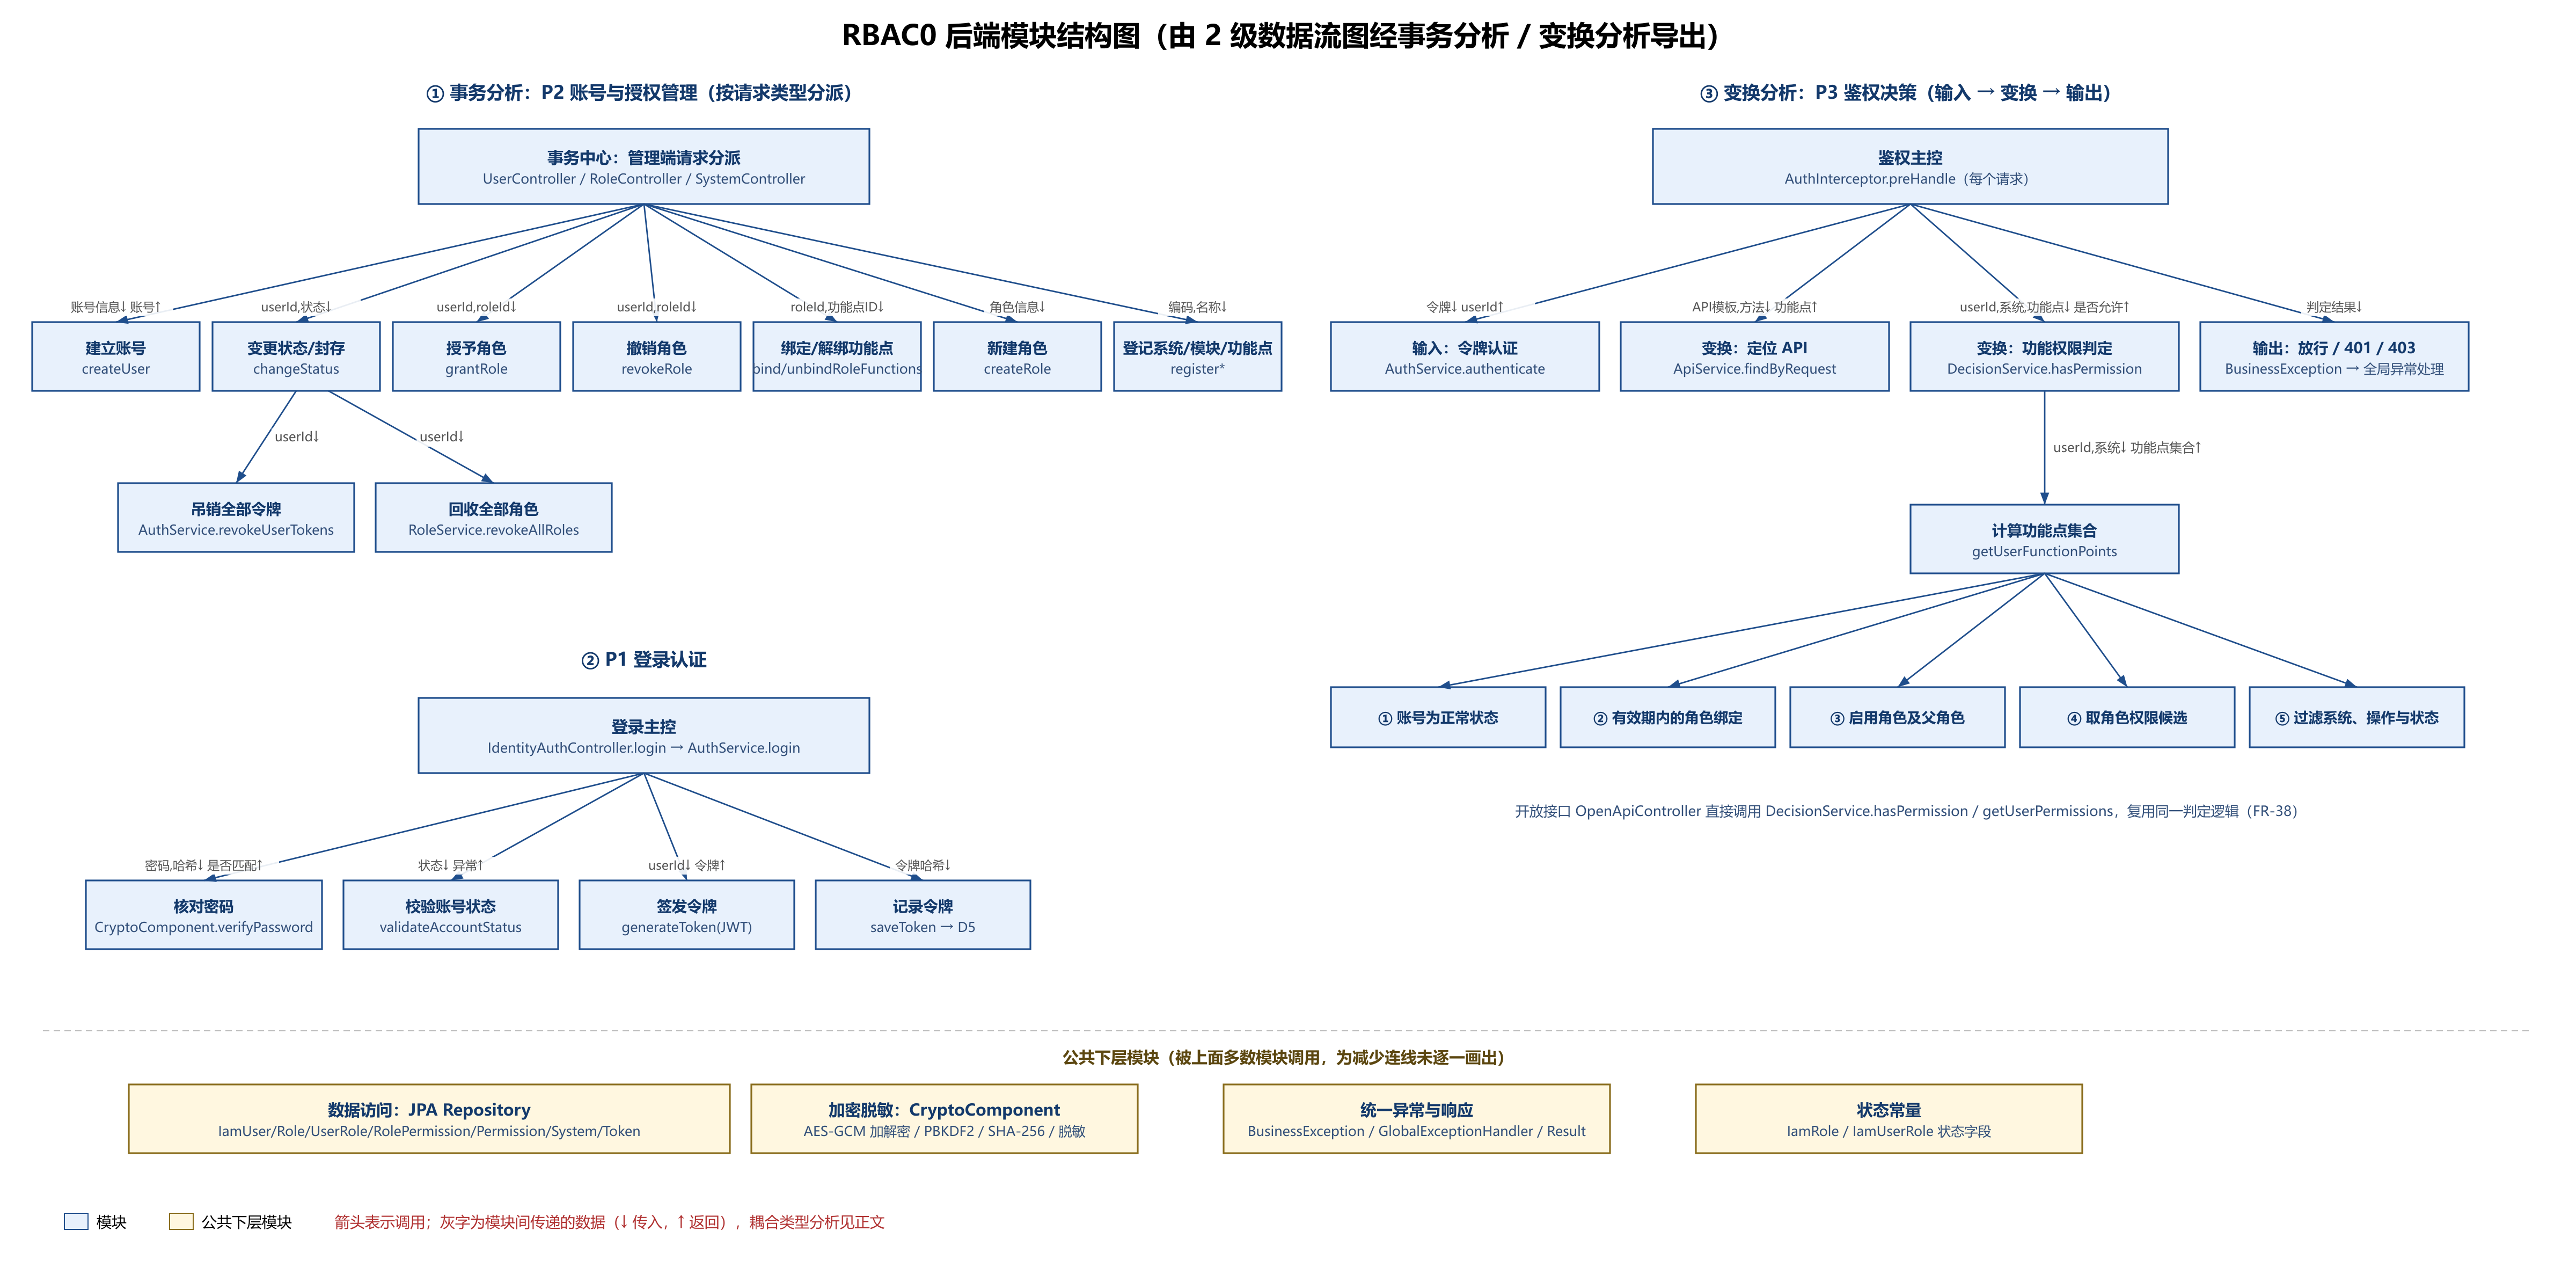 RBAC0 后端模块结构图（由 2 级数据流图经事务分析 / 变换分析导出）
① 事务分析：P2 账号与授权管理（按请求类型分派）
事务中心：管理端请求分派
UserController / RoleController / SystemController
账号信息↓ 账号↑
userId,状态↓
userId,roleId↓
userId,roleId↓
roleId,功能点ID↓
角色信息↓
编码,名称↓
建立账号
createUser
变更状态/封存
changeStatus
授予角色
grantRole
撤销角色
revokeRole
绑定/解绑功能点
bind/unbindRoleFunctions
新建角色
createRole
登记系统/模块/功能点
register*
userId↓
userId↓
吊销全部令牌
AuthService.revokeUserTokens
回收全部角色
RoleService.revokeAllRoles
② P1 登录认证
登录主控
IdentityAuthController.login → AuthService.login
密码,哈希↓ 是否匹配↑
状态↓ 异常↑
userId↓ 令牌↑
令牌哈希↓
核对密码
CryptoComponent.verifyPassword
校验账号状态
validateAccountStatus
签发令牌
generateToken(JWT)
记录令牌
saveToken → D5
③ 变换分析：P3 鉴权决策（输入 → 变换 → 输出）
鉴权主控
AuthInterceptor.preHandle（每个请求）
令牌↓ userId↑
API模板,方法↓ 功能点↑
userId,系统,功能点↓ 是否允许↑
判定结果↓
输入：令牌认证
AuthService.authenticate
变换：定位 API
ApiService.findByRequest
变换：功能权限判定
DecisionService.hasPermission
输出：放行 / 401 / 403
BusinessException → 全局异常处理
userId,系统↓ 功能点集合↑
计算功能点集合
getUserFunctionPoints
① 账号为正常状态
② 有效期内的角色绑定
③ 启用角色及父角色
④ 取角色权限候选
⑤ 过滤系统、操作与状态
开放接口 OpenApiController 直接调用 DecisionService.hasPermission / getUserPermissions，复用同一判定逻辑（FR-38）
公共下层模块（被上面多数模块调用，为减少连线未逐一画出）
数据访问：JPA Repository
IamUser/Role/UserRole/RolePermission/Permission/System/Token
加密脱敏：CryptoComponent
AES-GCM 加解密 / PBKDF2 / SHA-256 / 脱敏
统一异常与响应
BusinessException / GlobalExceptionHandler / Result
状态常量
IamRole / IamUserRole 状态字段
模块
公共下层模块
箭头表示调用；灰字为模块间传递的数据（↓ 传入，↑ 返回），耦合类型分析见正文